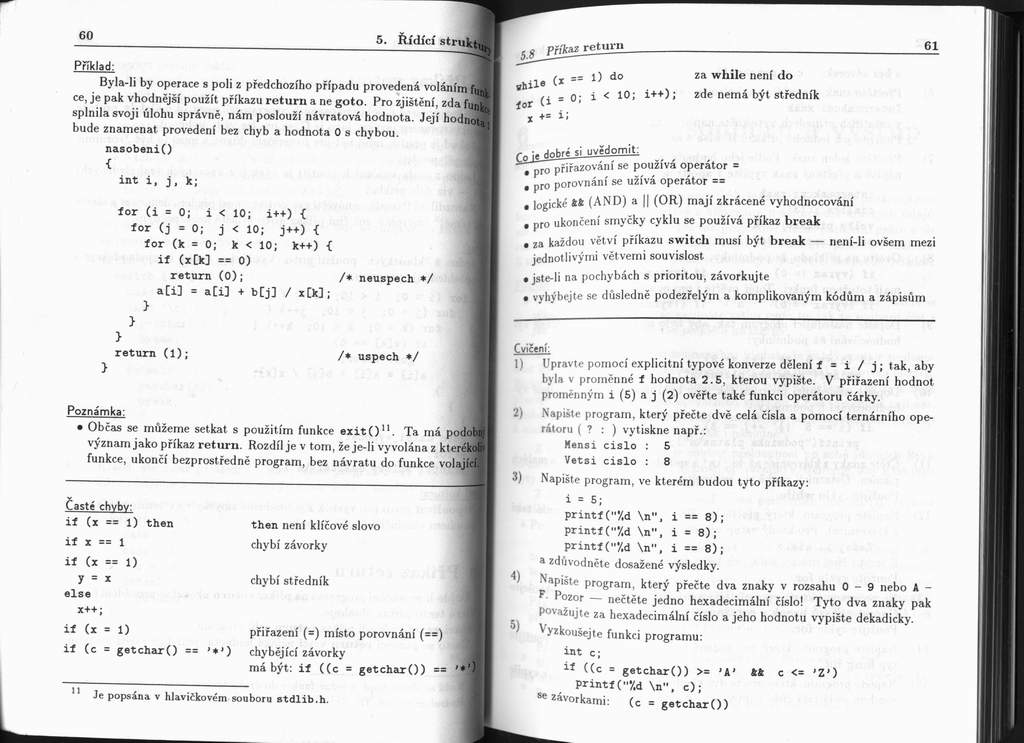 60
5. Řídící struktury
Příklad:
Byla-li by operace s poli z předchozího případu provedená voláním
ce, je pak vhodnější použít příkazu return a ne goto. Pro zjištění, zda
splnila svoji úlohu správně, nám poslouží návratová hodnota. Její hodnota 1
bude znamenat provedení bez chyb a hodnota 0 s chybou.
nasobeni()
{
int i, j, k;
for (i = 0; i < 10; i++) {
for (j = 0; j < 10; j++) {
for (k = 0; k < 10; k++) {
if (x[k] == 0)
return (0); /* neuspech */
a[i] = a[i] + b[j] / x[k];
}
}
}
return (1); /* uspech */
}
Poznámka:
• Občas se můžeme setkat s použitím funkce exit()11. Ta má podobný
význam jako příkaz return. Rozdíl je v tom, že je-li vyvolána z kterékoliv
funkce, ukončí bezprostředně program, bez návratu do funkce volající.
Časté chyby:
if (x == 1) then then není klíčové slovo
if x == 1 chybí závorky
if (x == 1)
y = x chybí středník
else
x++;
if (x = 1) přiřazení (=) místo porovnání (==)
if (c = getchar() == '*') chybějící závorky
má být: if ((c = getchar()) == '*')
11 Je popsána v hlavičkovém souboru stdlib.h.
5.8 Příkaz return
61
while (x == 1) do za while není do
for (i = 0; i < 10; i++); zde nemá být středník
x += i;
Co je dobré si uvědomit:
• pro přiřazování se používá operátor =
• pro porovnání se užívá operátor ==
• logické && (AND) a || (OR) mají zkrácené vyhodnocování
• pro ukončení smyčky cyklu se používá příkaz break
• za každou větví příkazu switch musí být break — není-li ovšem mezi
jednotlivými větvemi souvislost
• jste-li na pochybách s prioritou, závorkujte
• vyhýbejte se důsledně podezřelým a komplikovaným kódům a zápisům
Cvičení:
1) Upravte pomocí explicitní typové konverze dělení f = i / j; tak, aby
byla v proměnné f hodnota 2.5, kterou vypište. V přiřazení hodnot
proměnným i (5) a j (2) ověřte také funkci operátoru čárky.
2) Napište program, který přečte dvě celá čísla a pomocí ternárního ope-
rátoru ( ? : ) vytiskne např.:
Mensi cislo : 5
Vetsi cislo : 8
3) Napište program, ve kterém budou tyto příkazy:
i = 5;
printf("%d \n", i == 8);
printf("%d \n", i = 8);
printf("%d \n", i == 8);
a zdůvodněte dosažené výsledky.
4) Napište program, který přečte dva znaky v rozsahu 0 - 9 nebo A -
F. Pozor — nečtěte jedno hexadecimální číslo! Tyto dva znaky pak
považujte za hexadecimální číslo a jeho hodnotu vypište dekadicky.
5) Vyzkoušejte funkci programu:
int c;
if ((c = getchar()) >= 'A' && c <= 'Z')
printf("%d \n", c);
se závorkami: (c = getchar())